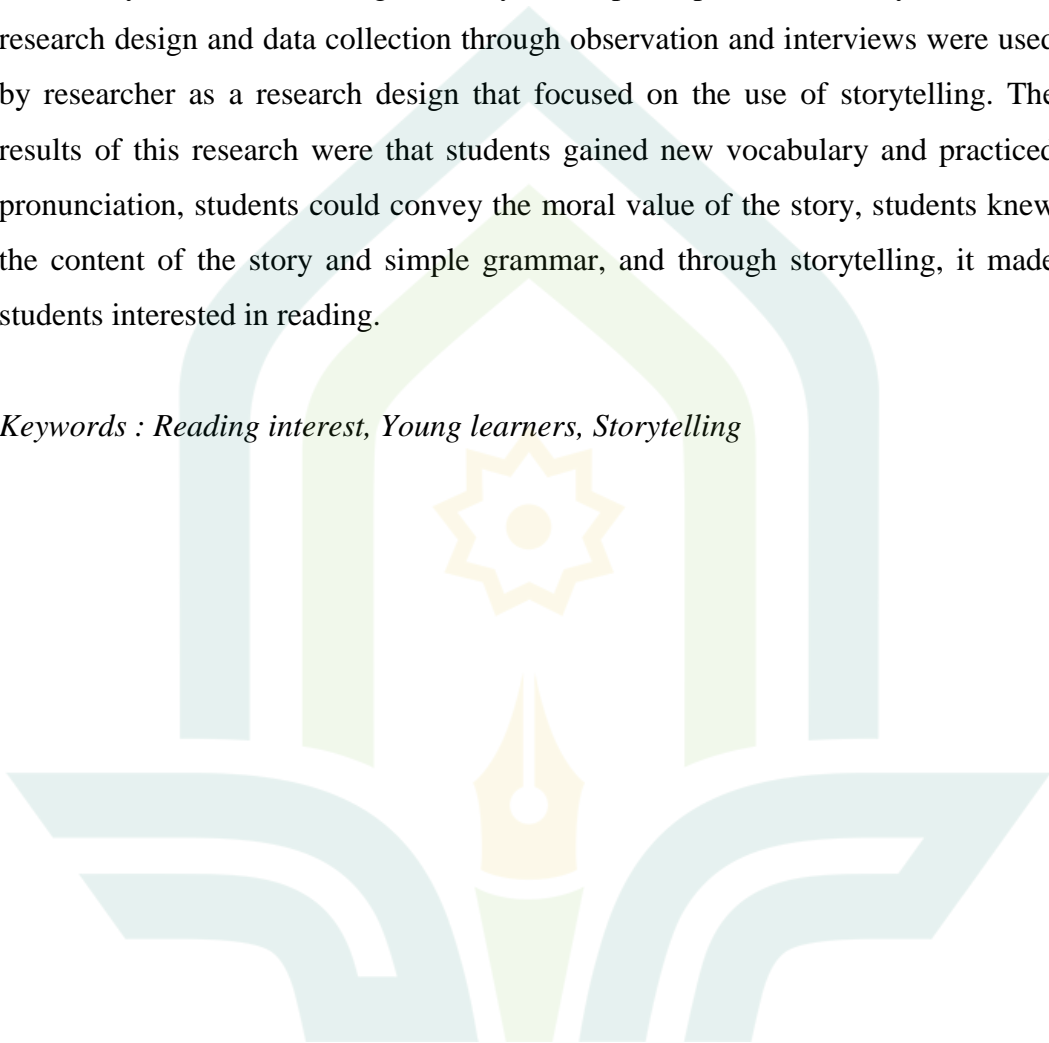 research design and data collection through observation and interviews were used
by researcher as a research design that focused on the use of storytelling. The
results of this research were that students gained new vocabulary and practiced
pronunciation, students could convey the moral value of the story, students knew
the content of the story and simple grammar, and through storytelling, it made
students interested in reading.
Keywords : Reading interest, Young learners, Storytelling